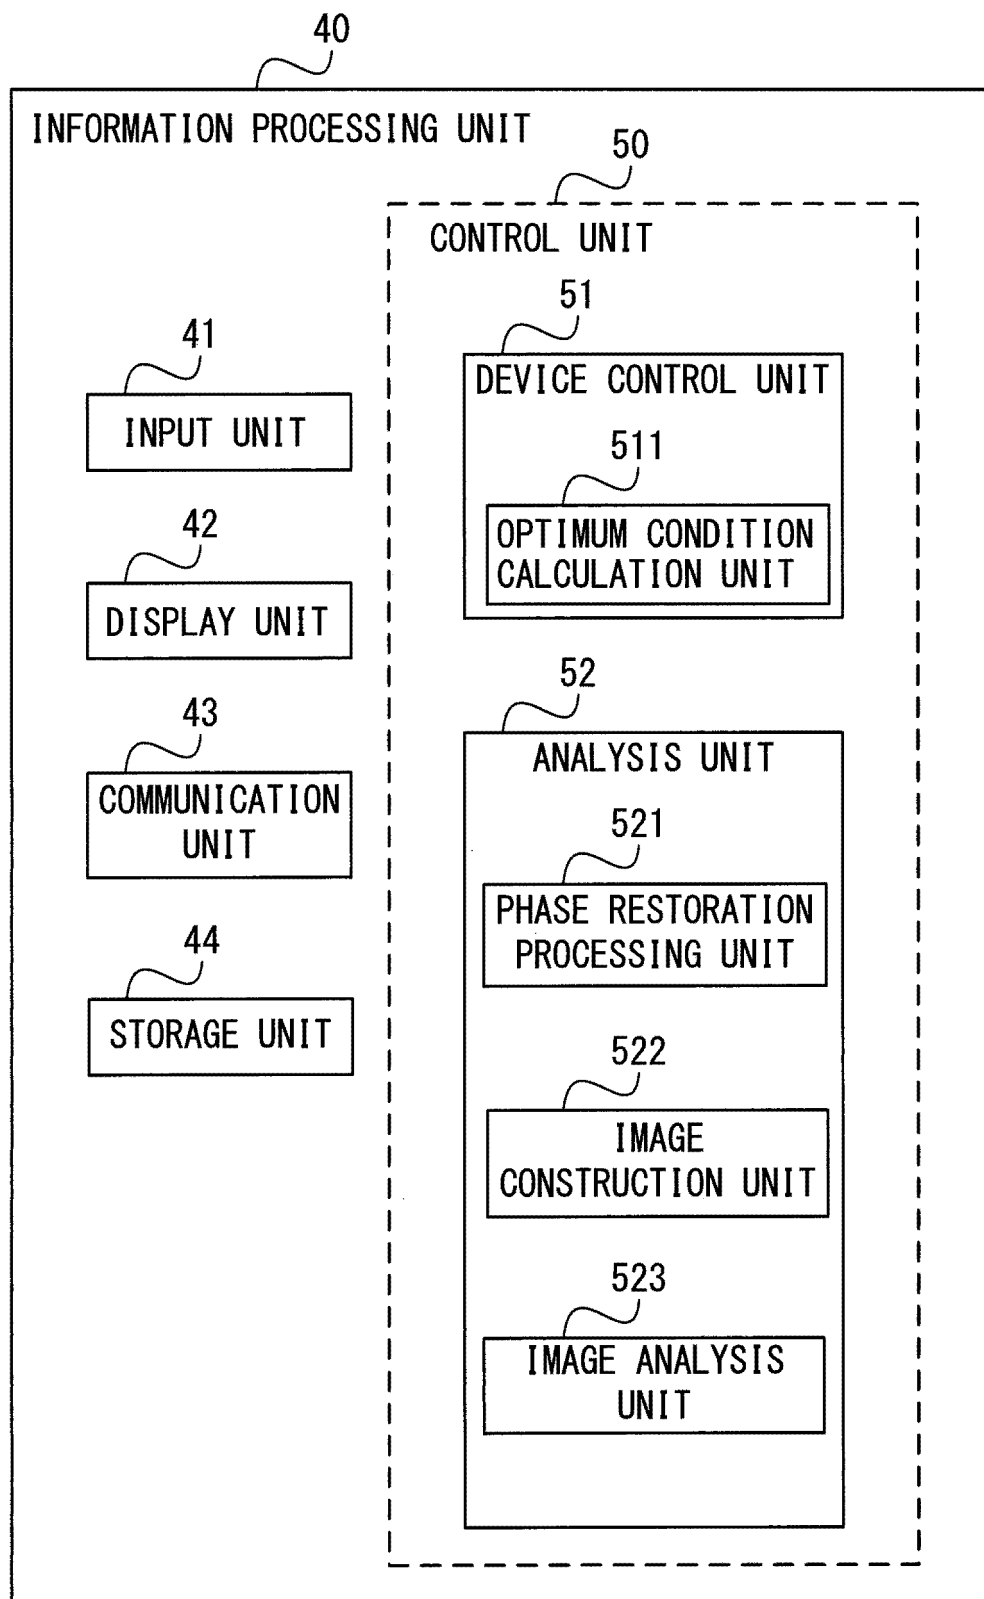 40
INFORMATION PROCESSING UNIT
50
CONTROL UNIT
41
INPUT UNIT
42
DISPLAY UNIT
43
COMMUNICATION
UNIT
44
STORAGE UNIT
51
DEVICE CONTROL UNIT
511
OPTIMUM CONDITION
CALCULATION UNIT
52
ANALYSIS UNIT
521
PHASE RESTORATION
PROCESSING UNIT
522
IMAGE
CONSTRUCTION UNIT
523
IMAGE ANALYSIS
UNIT